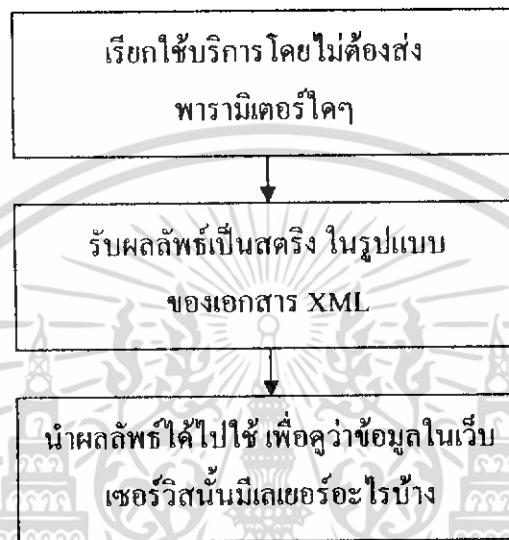 เรียกใช้บริการโดยไม่ต้องส่ง
พารามิเตอร์ใดๆ
รับผลลัพธ์เป็นสตริง ในรูปแบบ
ของเอกสาร XML
นำผลลัพธ์ได้ไปใช้ เพื่อดูว่าข้อมูลในเว็บ
เซอร์วิสนั้นมีเลเยอร์อะไรบ้าง